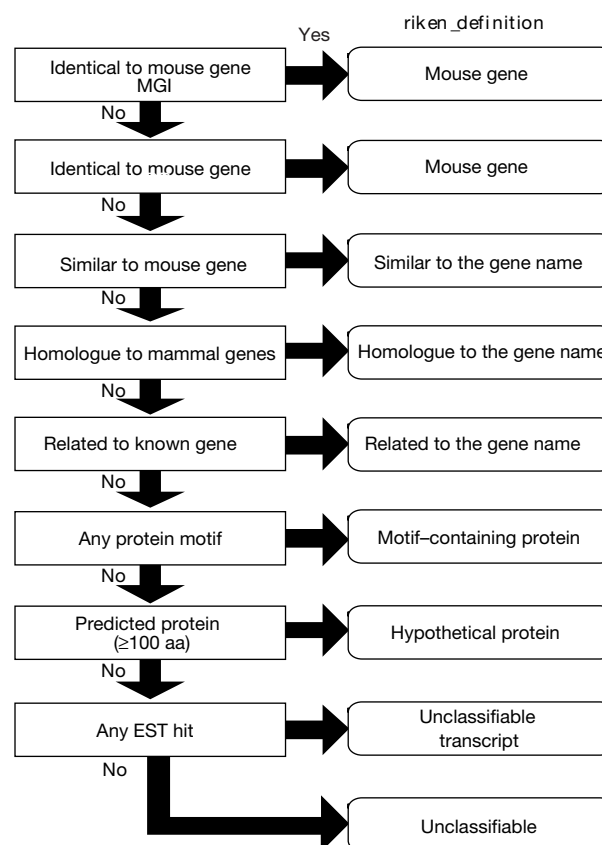 riken_definition
Yes
Identical to mouse gene
MGI
Mouse gene
No
Identical to mouse gene
Mouse gene
No
Similar to mouse gene
Similar to the gene name
No
Homologue to mammal genes
Homologue to the gene name
No
Related to known gene
Related to the gene name
No
Any protein motif
Motif–containing protein
No
Predicted protein
(≥100 aa)
Hypothetical protein
No
Any EST hit
Unclassifiable
transcript
No
Unclassifiable